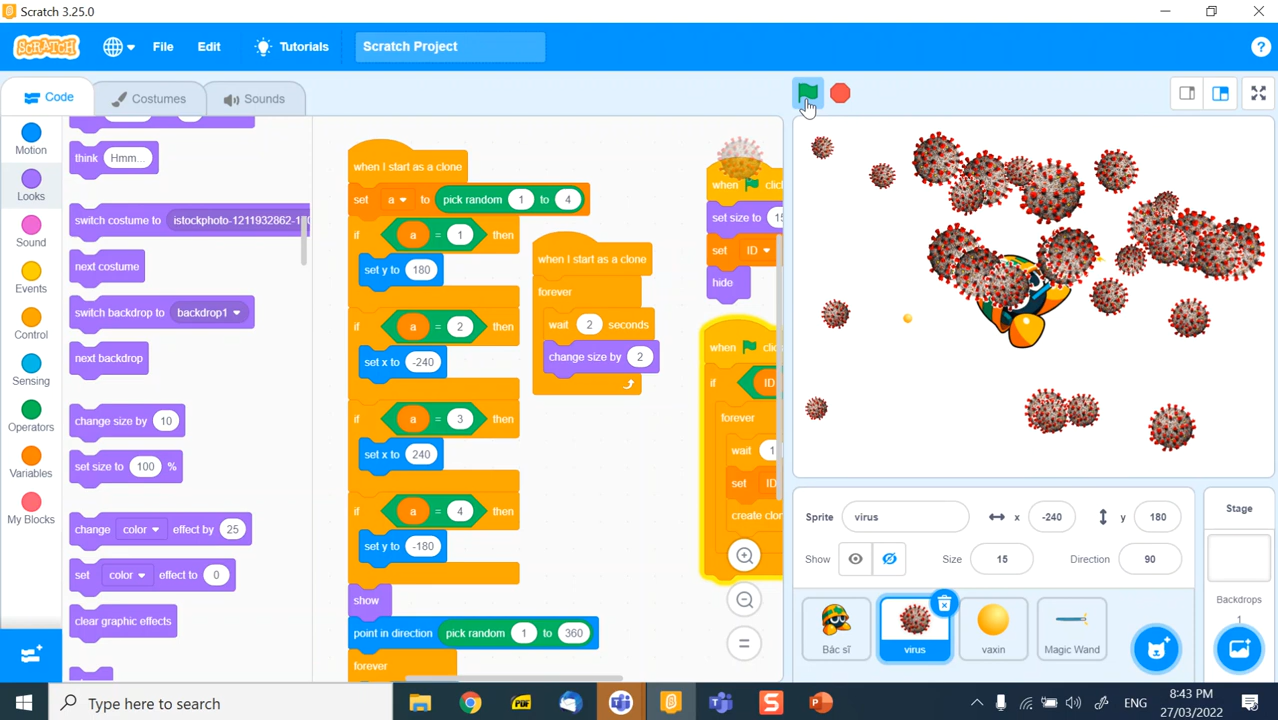 Scratch 3.25.0
SCRATCH
File
Edit
Tutorials
Scratch Project
Code
Costumes
Sounds
Motion
Looks
Sound
Events
Control
Sensing
Operators
Variables
My Blocks
think Hmm...
switch costume to istockphoto-1211932862-1
next costume
switch backdrop to backdrop1
next backdrop
change size by 10
set size to 100 %
change color effect by 25
set color effect to 0
clear graphic effects
when I start as a clone
set a to pick random 1 to 4
if a = 1 then
set y to 180
if a = 2 then
set x to -240
if a = 3 then
set x to 240
if a = 4 then
set y to -180
show
point in direction pick random 1 to 360
forever
when I start as a clone
forever
wait 2 seconds
change size by 2
when
set size to 15
set ID
hide
when
if ID
forever
wait 1
set ID
Sprite virus
x -240
y 180
Show
Size 15
Direction 90
Bác sĩ
virus
vaxin
Magic Wand
Stage
Backdrops
1
Type here to search
PDF
ENG
8:43 PM
27/03/2022